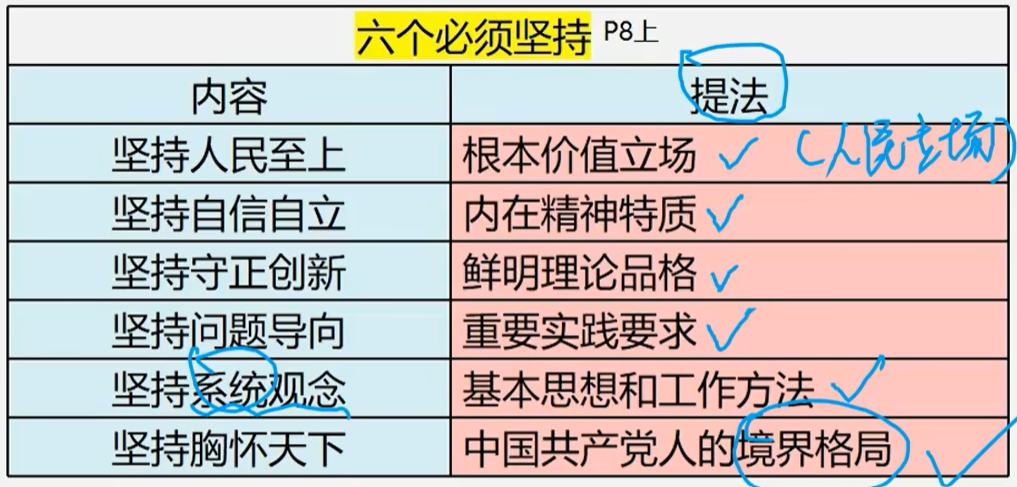 六个必须坚持 P8上
内容 提法
坚持人民至上 根本价值立场 (人民立场)
坚持自信自立 内在精神特质
坚持守正创新 鲜明理论品格
坚持问题导向 重要实践要求
坚持系统观念 基本思想和工作方法
坚持胸怀天下 中国共产党人的境界格局